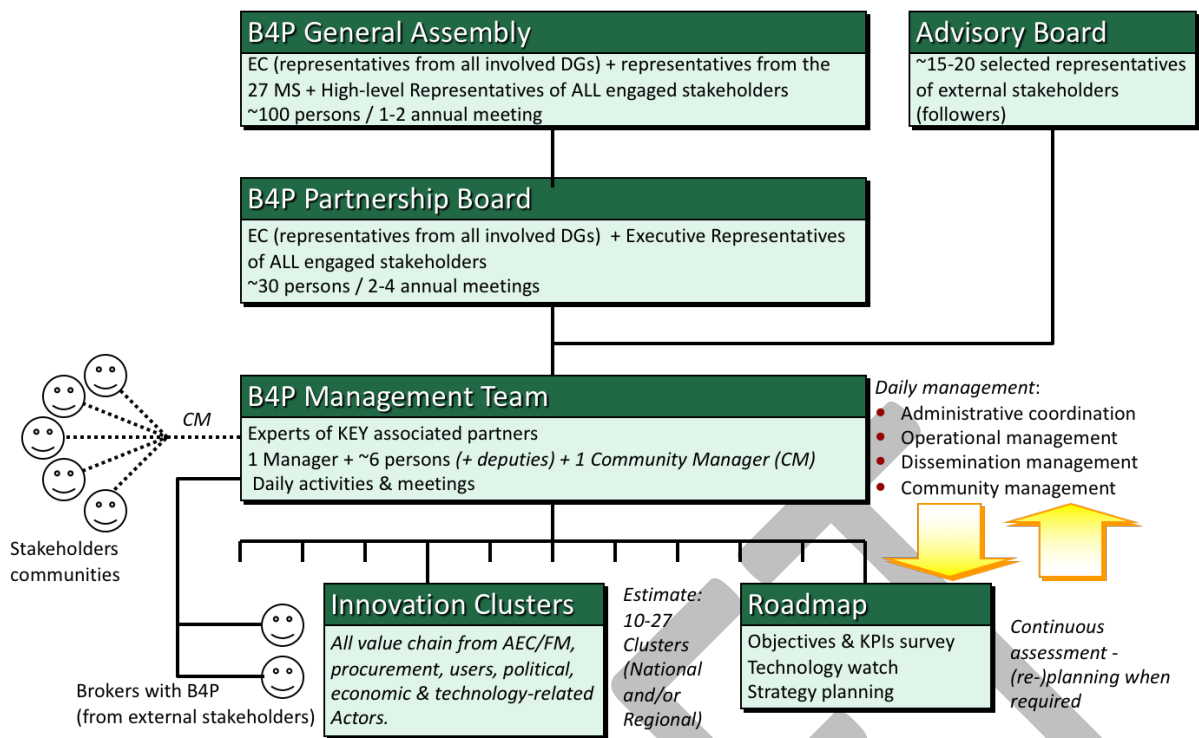 B4P General Assembly
EC (representatives from all involved DGs) + representatives from the
27 MS + High-level Representatives of ALL engaged stakeholders
~100 persons / 1-2 annual meeting
Advisory Board
~15-20 selected representatives
of external stakeholders
(followers)
B4P Partnership Board
EC (representatives from all involved DGs)  + Executive Representatives
of ALL engaged stakeholders
~30 persons / 2-4 annual meetings
CM
Stakeholders
communities
B4P Management Team
Experts of KEY associated partners
1 Manager + ~6 persons (+ deputies) + 1 Community Manager (CM)
Daily activities & meetings
Daily management:
Administrative coordination
Operational management
Dissemination management
Community management
Brokers with B4P
(from external stakeholders)
Innovation Clusters
All value chain from AEC/FM,
procurement, users, political,
economic & technology-related
Actors.
Estimate:
10-27
Clusters
(National
and/or
Regional)
Roadmap
Objectives & KPIs survey
Technology watch
Strategy planning
Continuous
assessment -
(re-)planning when
required